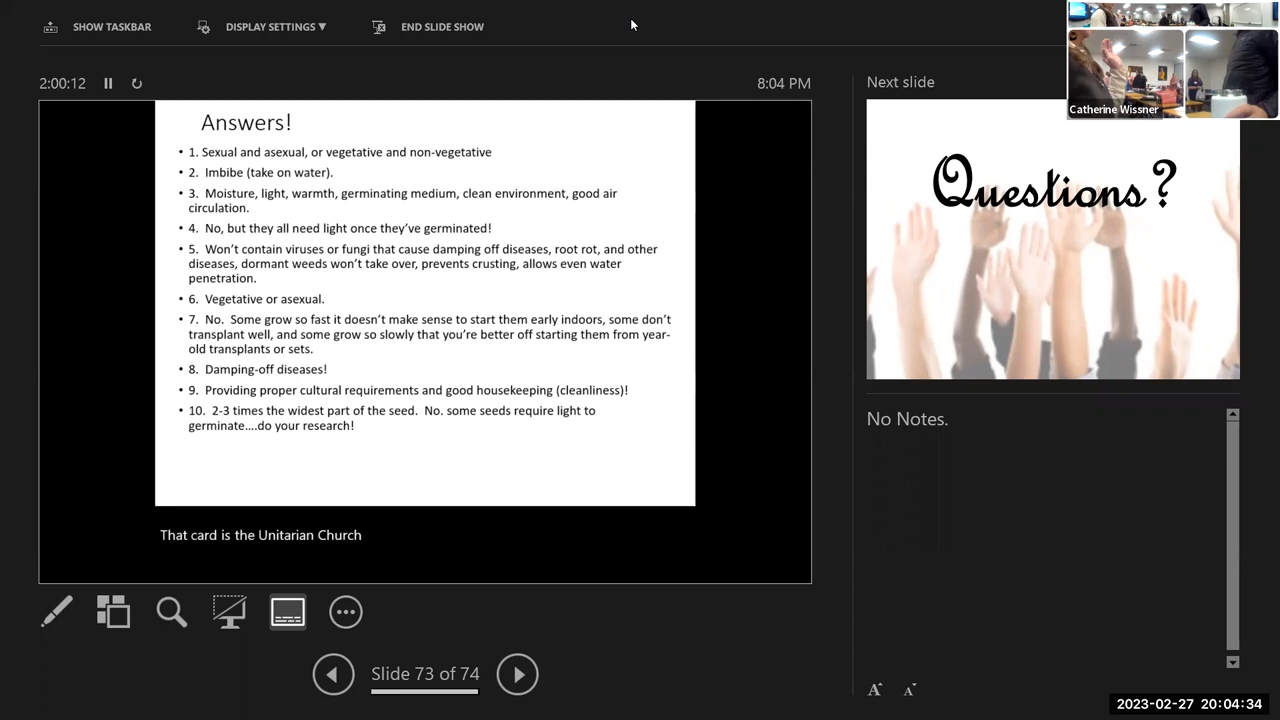 SHOW TASKBAR
DISPLAY SETTINGS ▼
END SLIDE SHOW
2:00:12
8:04 PM
Next slide
Catherine Wissner
Answers!
• 1. Sexual and asexual, or vegetative and non-vegetative
• 2.  Imbibe (take on water).
• 3.  Moisture, light, warmth, germinating medium, clean environment, good air
circulation.
• 4.  No, but they all need light once they've germinated!
• 5.  Won't contain viruses or fungi that cause damping off diseases, root rot, and other
diseases, dormant weeds won't take over, prevents crusting, allows even water
penetration.
• 6.  Vegetative or asexual.
• 7.  No.  Some grow so fast it doesn't make sense to start them early indoors, some don't
transplant well, and some grow so slowly that you're better off starting them from year-
old transplants or sets.
• 8.  Damping-off diseases!
• 9.  Providing proper cultural requirements and good housekeeping (cleanliness)!
• 10.  2-3 times the widest part of the seed.  No. some seeds require light to
germinate....do your research!
That card is the Unitarian Church
Questions?
No Notes.
Slide 73 of 74
A A
2023-02-27 20:04:34